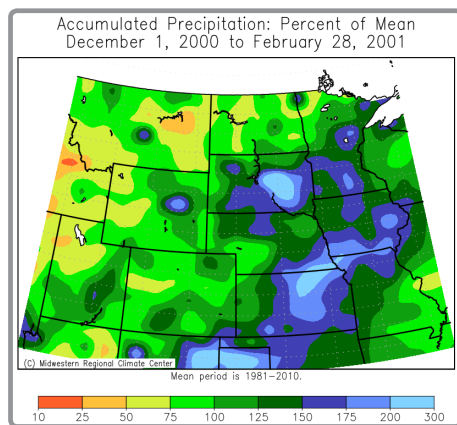 Accumulated Precipitation: Percent of Mean
December 1, 2000 to February 28, 2001
(C) Midwestern Regional Climate Center
Mean period is 1981-2010.
10 25 50 75 100 125 150 175 200 300